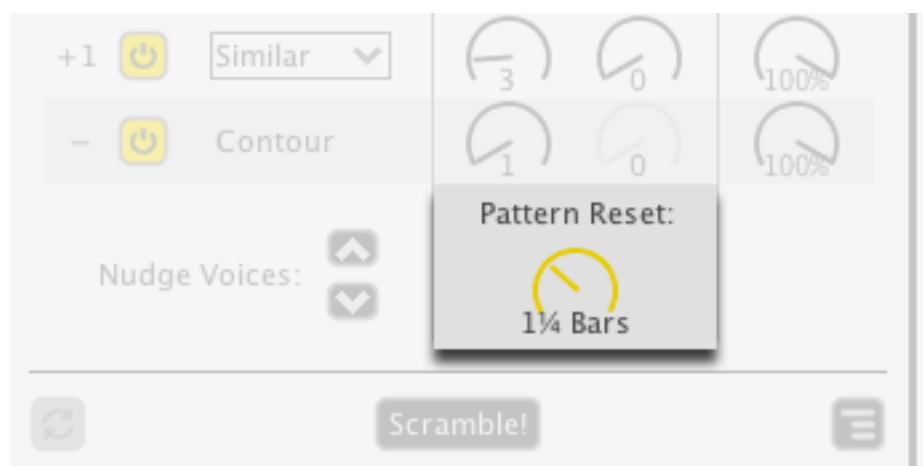 +1 Similar 3 0 100%
– Contour 1 0 100%
Pattern Reset:
Nudge Voices:
1¼ Bars
Scramble!